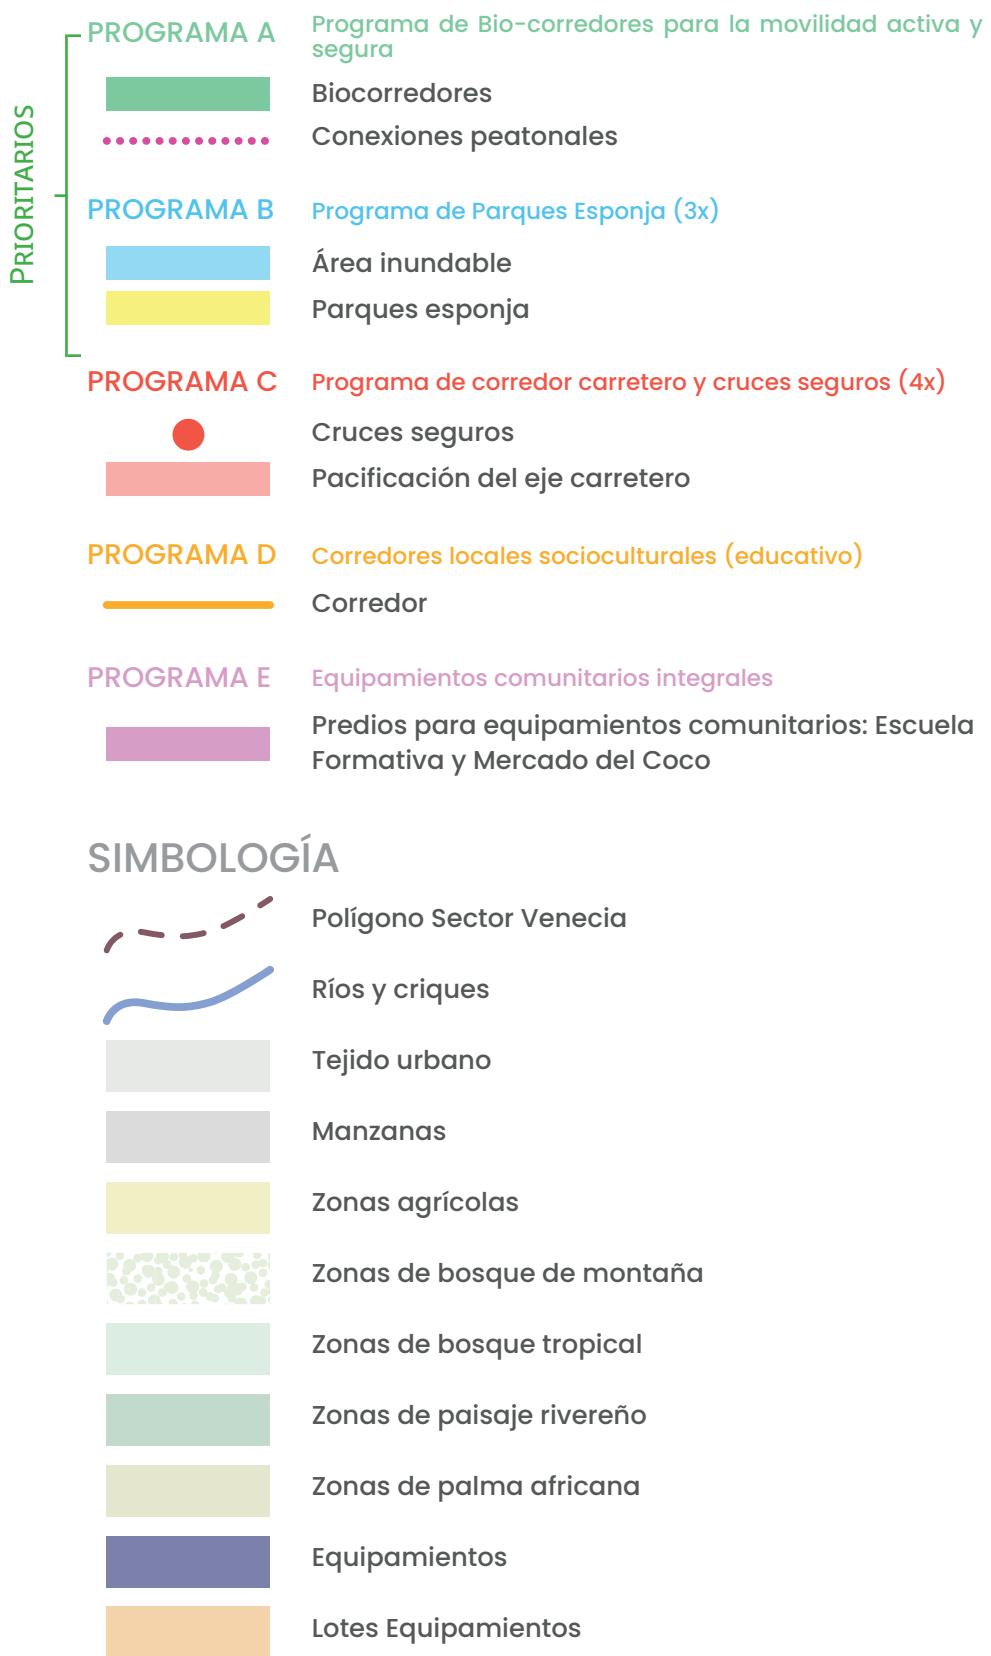 PRIORITARIOS
PROGRAMA A
Programa de Bio-corredores para la movilidad activa y
segura
Biocorredores
Conexiones peatonales
PROGRAMA B
Programa de Parques Esponja (3x)
Área inundable
Parques esponja
PROGRAMA C
Programa de corredor carretero y cruces seguros (4x)
Cruces seguros
Pacificación del eje carretero
PROGRAMA D
Corredores locales socioculturales (educativo)
Corredor
PROGRAMA E
Equipamientos comunitarios integrales
Predios para equipamientos comunitarios: Escuela
Formativa y Mercado del Coco
SIMBOLOGÍA
Polígono Sector Venecia
Ríos y criques
Tejido urbano
Manzanas
Zonas agrícolas
Zonas de bosque de montaña
Zonas de bosque tropical
Zonas de paisaje rivereño
Zonas de palma africana
Equipamientos
Lotes Equipamientos